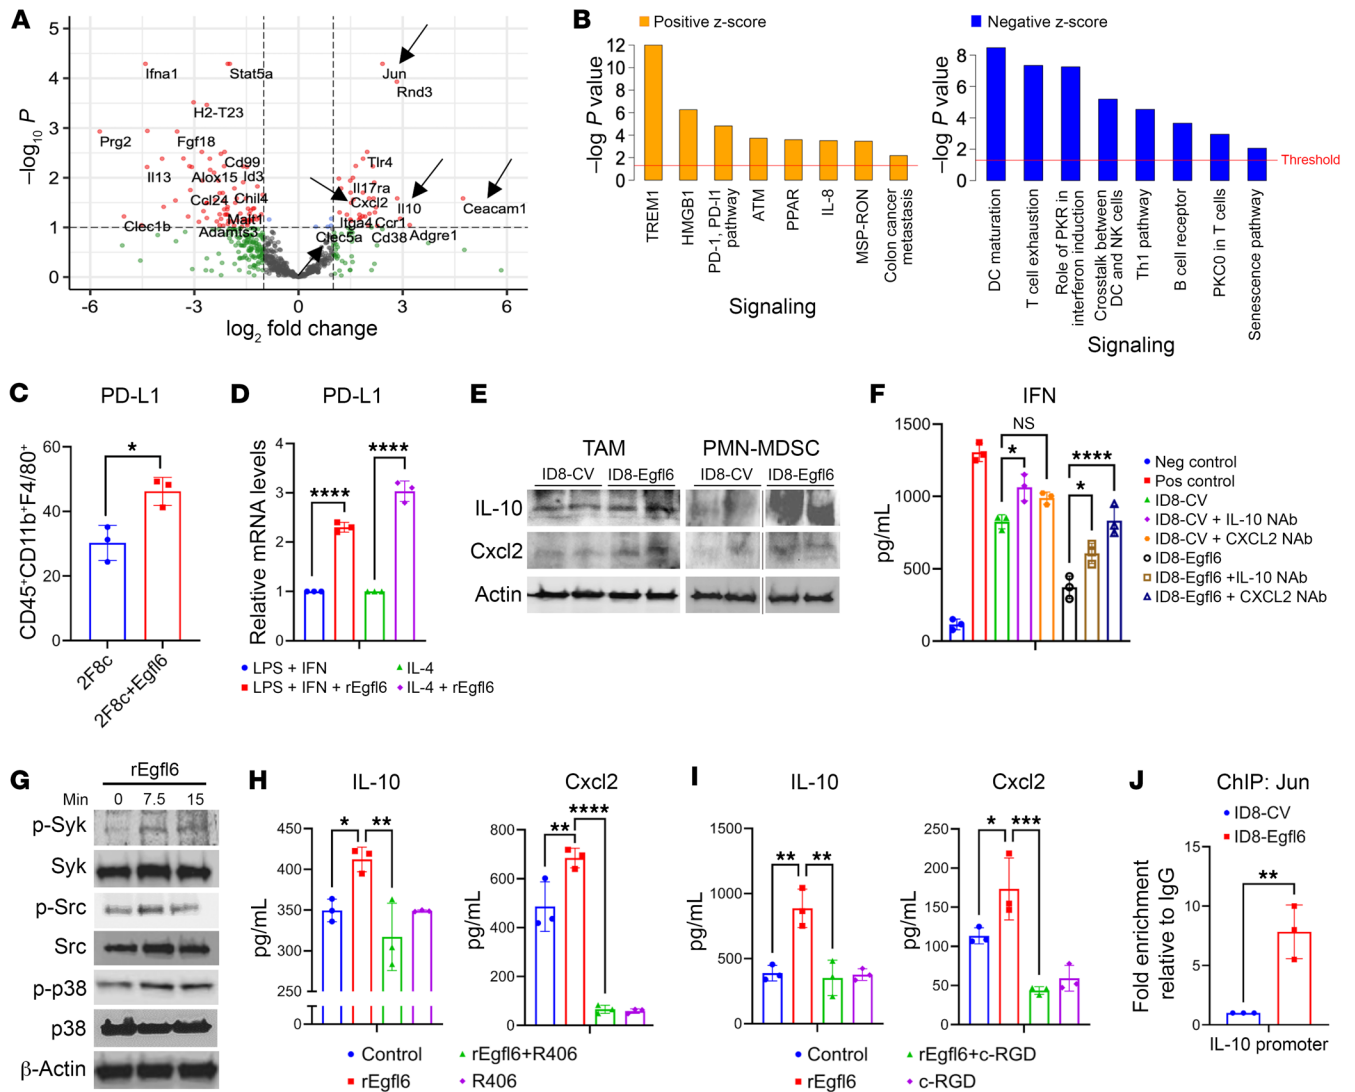 A
–log10 P
5
4
3
2
1
0
-6
-3
0
3
6
log2 fold change
Ifna1
Stat5a
Jun
Rnd3
H2-T23
Prg2
Fgf18
Cd99
Tlr4
Il13
Alox15
Id3
Il17ra
Ccl24
Chil4
Cxcl2
Il10
Ceacam1
Clec1b
Malt1
Itga4
Ccr1
Adamts3
Clec5a
Cd38
Adgre1
B
Positive z-score
–log P value
12
10
8
6
4
2
0
TREM1
HMGB1
PD-1, PD-l1
pathway
ATM
PPAR
IL-8
MSP-RON
Colon cancer
metastasis
Signaling
Negative z-score
–log P value
8
6
4
2
0
Threshold
DC maturation
T cell exhaustion
Role of PKR in
interferon induction
Crosstalk between
DC and NK cells
Th1 pathway
B cell receptor
PKC0 in T cells
Senescence pathway
Signaling
C
PD-L1
CD45+CD11b+F4/80+
60
40
20
0
*
2F8c
2F8c+Egfl6
D
PD-L1
Relative mRNA levels
4
3
2
1
0
****
****
LPS + IFN
LPS + IFN + rEgfl6
IL-4
IL-4 + rEgfl6
E
TAM
PMN-MDSC
ID8-CV
ID8-Egfl6
ID8-CV
ID8-Egfl6
IL-10
Cxcl2
Actin
F
IFN
pg/mL
1500
1000
500
0
NS
*
****
*
Neg control
Pos control
ID8-CV
ID8-CV + IL-10 NAb
ID8-CV + CXCL2 NAb
ID8-Egfl6
ID8-Egfl6 +IL-10 NAb
ID8-Egfl6 + CXCL2 NAb
G
rEgfl6
Min
0
7.5
15
p-Syk
Syk
p-Src
Src
p-p38
p38
β-Actin
H
IL-10
pg/mL
450
400
350
300
250
0
*
**
Cxcl2
pg/mL
800
600
400
200
0
**
****
Control
rEgfl6
rEgfl6+R406
R406
I
IL-10
pg/mL
1500
1000
500
0
**
**
Cxcl2
pg/mL
250
200
150
100
50
0
*
***
Control
rEgfl6
rEgfl6+c-RGD
c-RGD
J
ChIP: Jun
ID8-CV
ID8-Egfl6
Fold enrichment
relative to IgG
15
10
5
0
**
IL-10 promoter